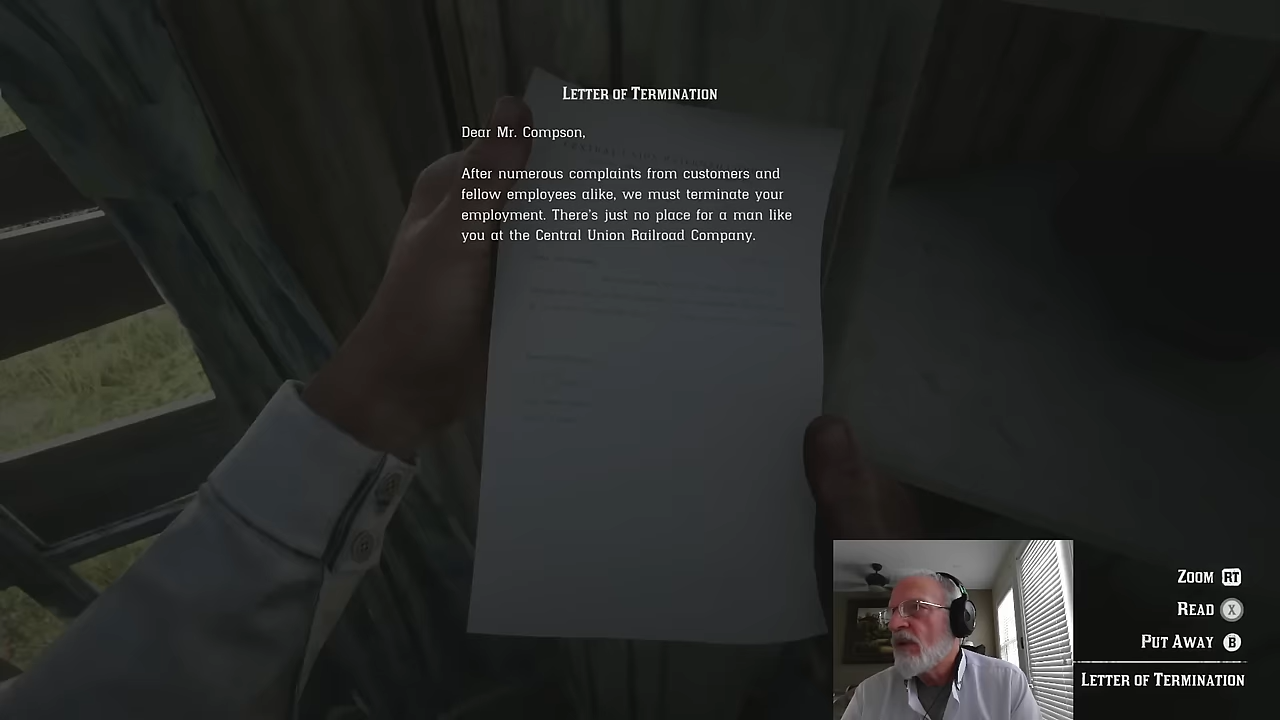 LETTER OF TERMINATION
Dear Mr. Compson,
After numerous complaints from customers and
fellow employees alike, we must terminate your
employment. There's just no place for a man like
you at the Central Union Railroad Company.
ZOOM RT
READ X
PUT AWAY B
LETTER OF TERMINATION